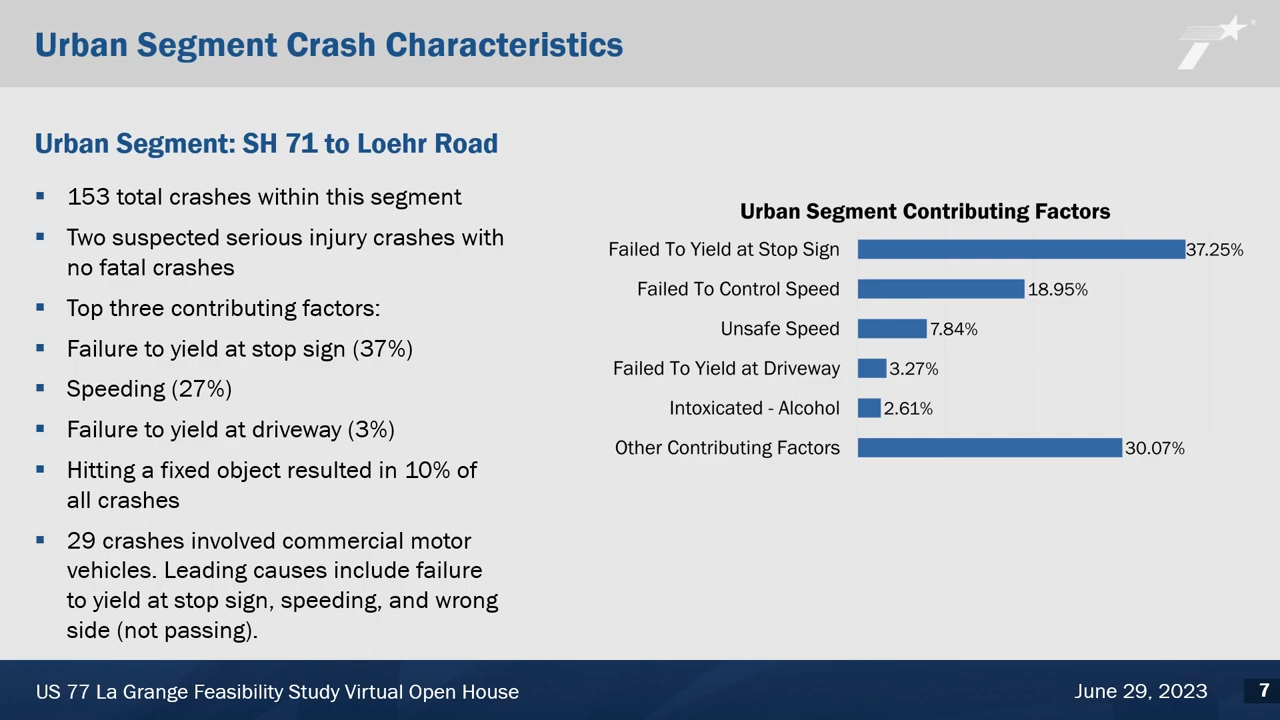 Urban Segment Crash Characteristics
Urban Segment: SH 71 to Loehr Road
▪ 153 total crashes within this segment
▪ Two suspected serious injury crashes with
no fatal crashes
▪ Top three contributing factors:
▪ Failure to yield at stop sign (37%)
▪ Speeding (27%)
▪ Failure to yield at driveway (3%)
▪ Hitting a fixed object resulted in 10% of
all crashes
▪ 29 crashes involved commercial motor
vehicles. Leading causes include failure
to yield at stop sign, speeding, and wrong
side (not passing).
Urban Segment Contributing Factors
Failed To Yield at Stop Sign 37.25%
Failed To Control Speed 18.95%
Unsafe Speed 7.84%
Failed To Yield at Driveway 3.27%
Intoxicated - Alcohol 2.61%
Other Contributing Factors 30.07%
US 77 La Grange Feasibility Study Virtual Open House
June 29, 2023 7